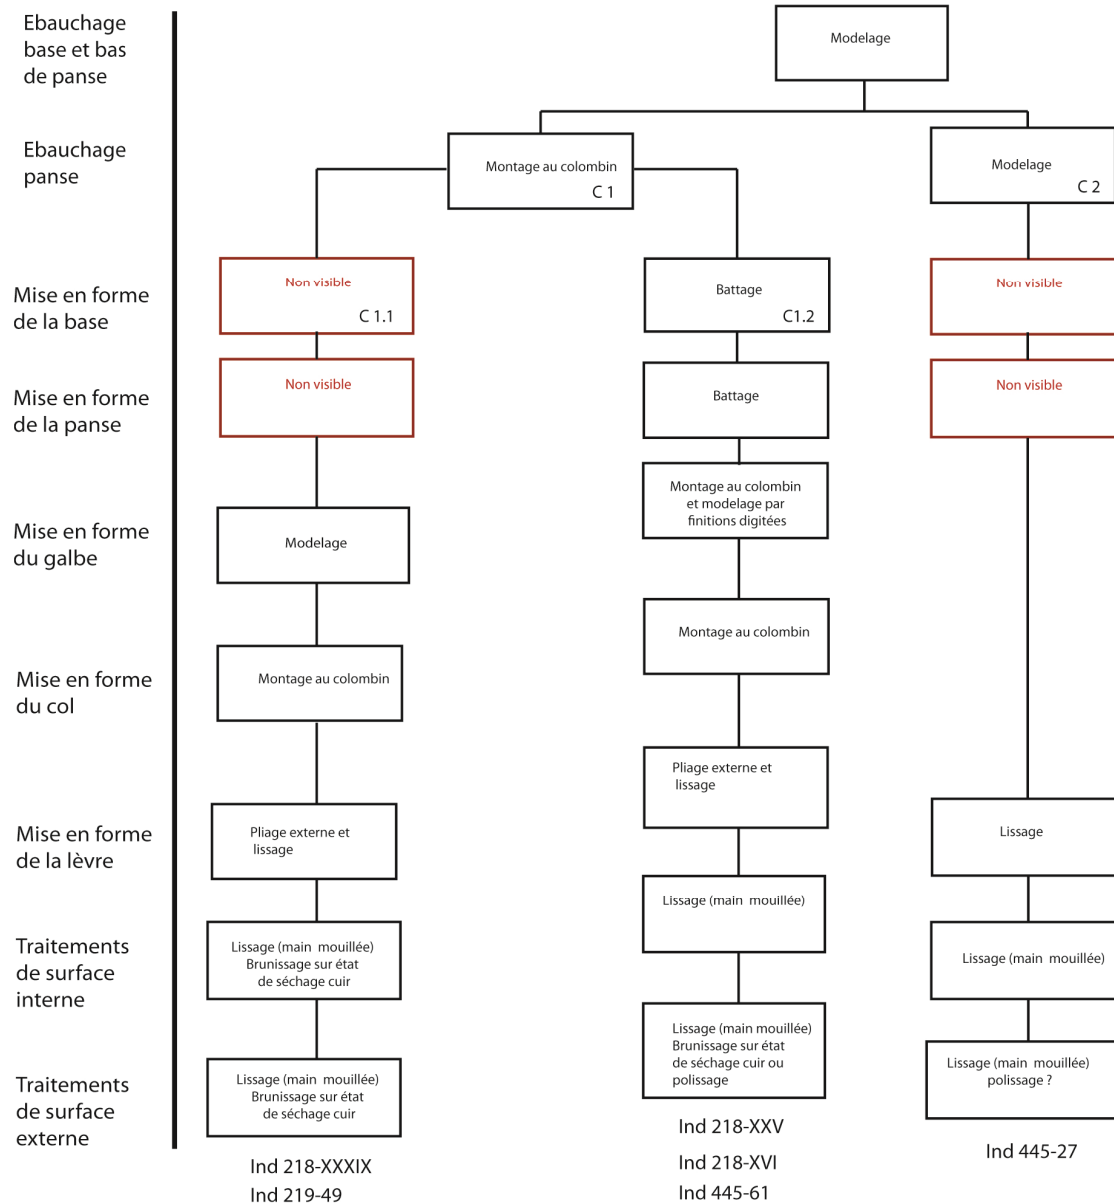 Ebauchage
base et bas
de panse
Modelage
Ebauchage
panse
Montage au colombin
C 1
Modelage
C 2
Mise en forme
de la base
Non visible
C 1.1
Battage
C1.2
Non visible
Mise en forme
de la panse
Non visible
Battage
Non visible
Mise en forme
du galbe
Modelage
Montage au colombin
et modelage par
finitions digitées
Mise en forme
du col
Montage au colombin
Montage au colombin
Mise en forme
de la lèvre
Pliage externe et
lissage
Pliage externe et
lissage
Lissage
Traitements
de surface
interne
Lissage (main mouillée)
Brunissage sur état
de séchage cuir
Lissage (main mouillée)
Lissage (main mouillée)
Traitements
de surface
externe
Lissage (main mouillée)
Brunissage sur état
de séchage cuir
Lissage (main mouillée)
Brunissage sur état
de séchage cuir ou
polissage
Lissage (main mouillée)
polissage ?
Ind 218-XXXIX
Ind 219-49
Ind 218-XXV
Ind 218-XVI
Ind 445-61
Ind 445-27